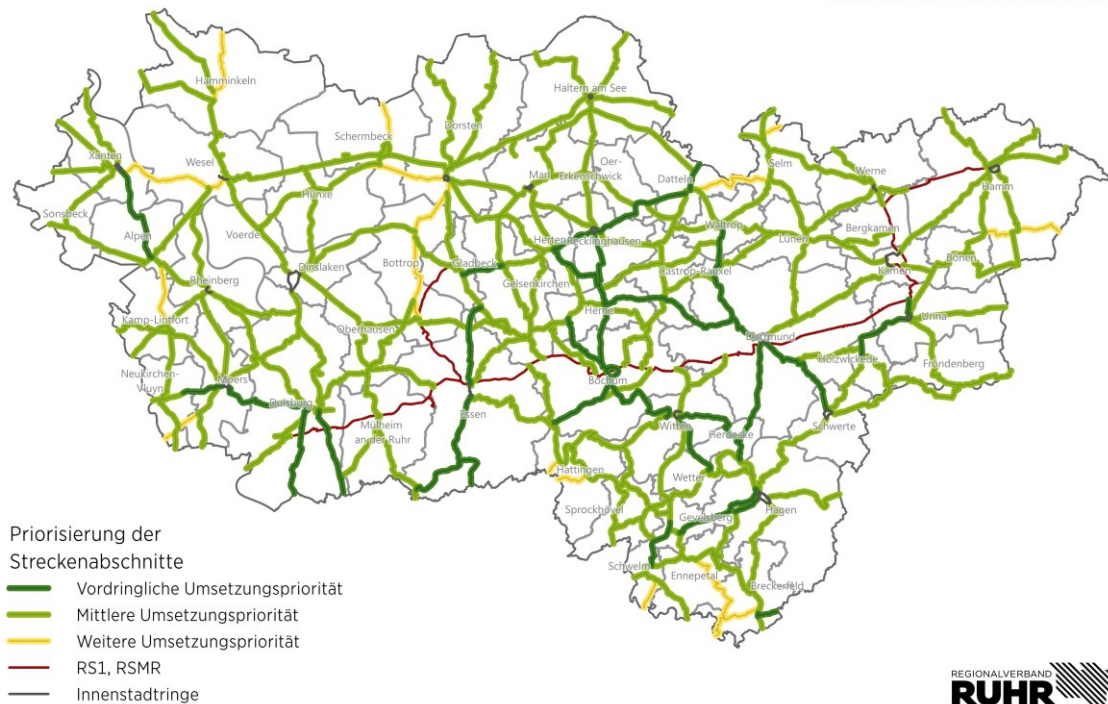 Hamminkeln
Haltern am See
Schermbeck
Dorsten
Xanten
Wesel
Marl
Oer-
Erkenschwick
Datteln
Selm
Werne
Hamm
Hünxe
Sonsbeck
Alpen
Voerde
Herten
Recklinghausen
Waltrop
Lünen
Bergkamen
Kamen
Bönen
Rheinberg
Dinslaken
Bottrop
Gladbeck
Gelsenkirchen
Castrop-Rauxel
Kamp-Lintfort
Oberhausen
Herne
Dortmund
Unna
Holzwickede
Fröndenberg
Neukirchen-
Vluyn
Moers
Duisburg
Bochum
Mülheim
an der Ruhr
Essen
Witten
Herdecke
Schwerte
Hattingen
Wetter
Sprockhövel
Gevelsberg
Hagen
Schwelm
Ennepetal
Breckerfeld
Priorisierung der
Streckenabschnitte
Vordringliche Umsetzungspriorität
Mittlere Umsetzungspriorität
Weitere Umsetzungspriorität
RS1, RSMR
Innenstadtringe
REGIONALVERBAND
RUHR